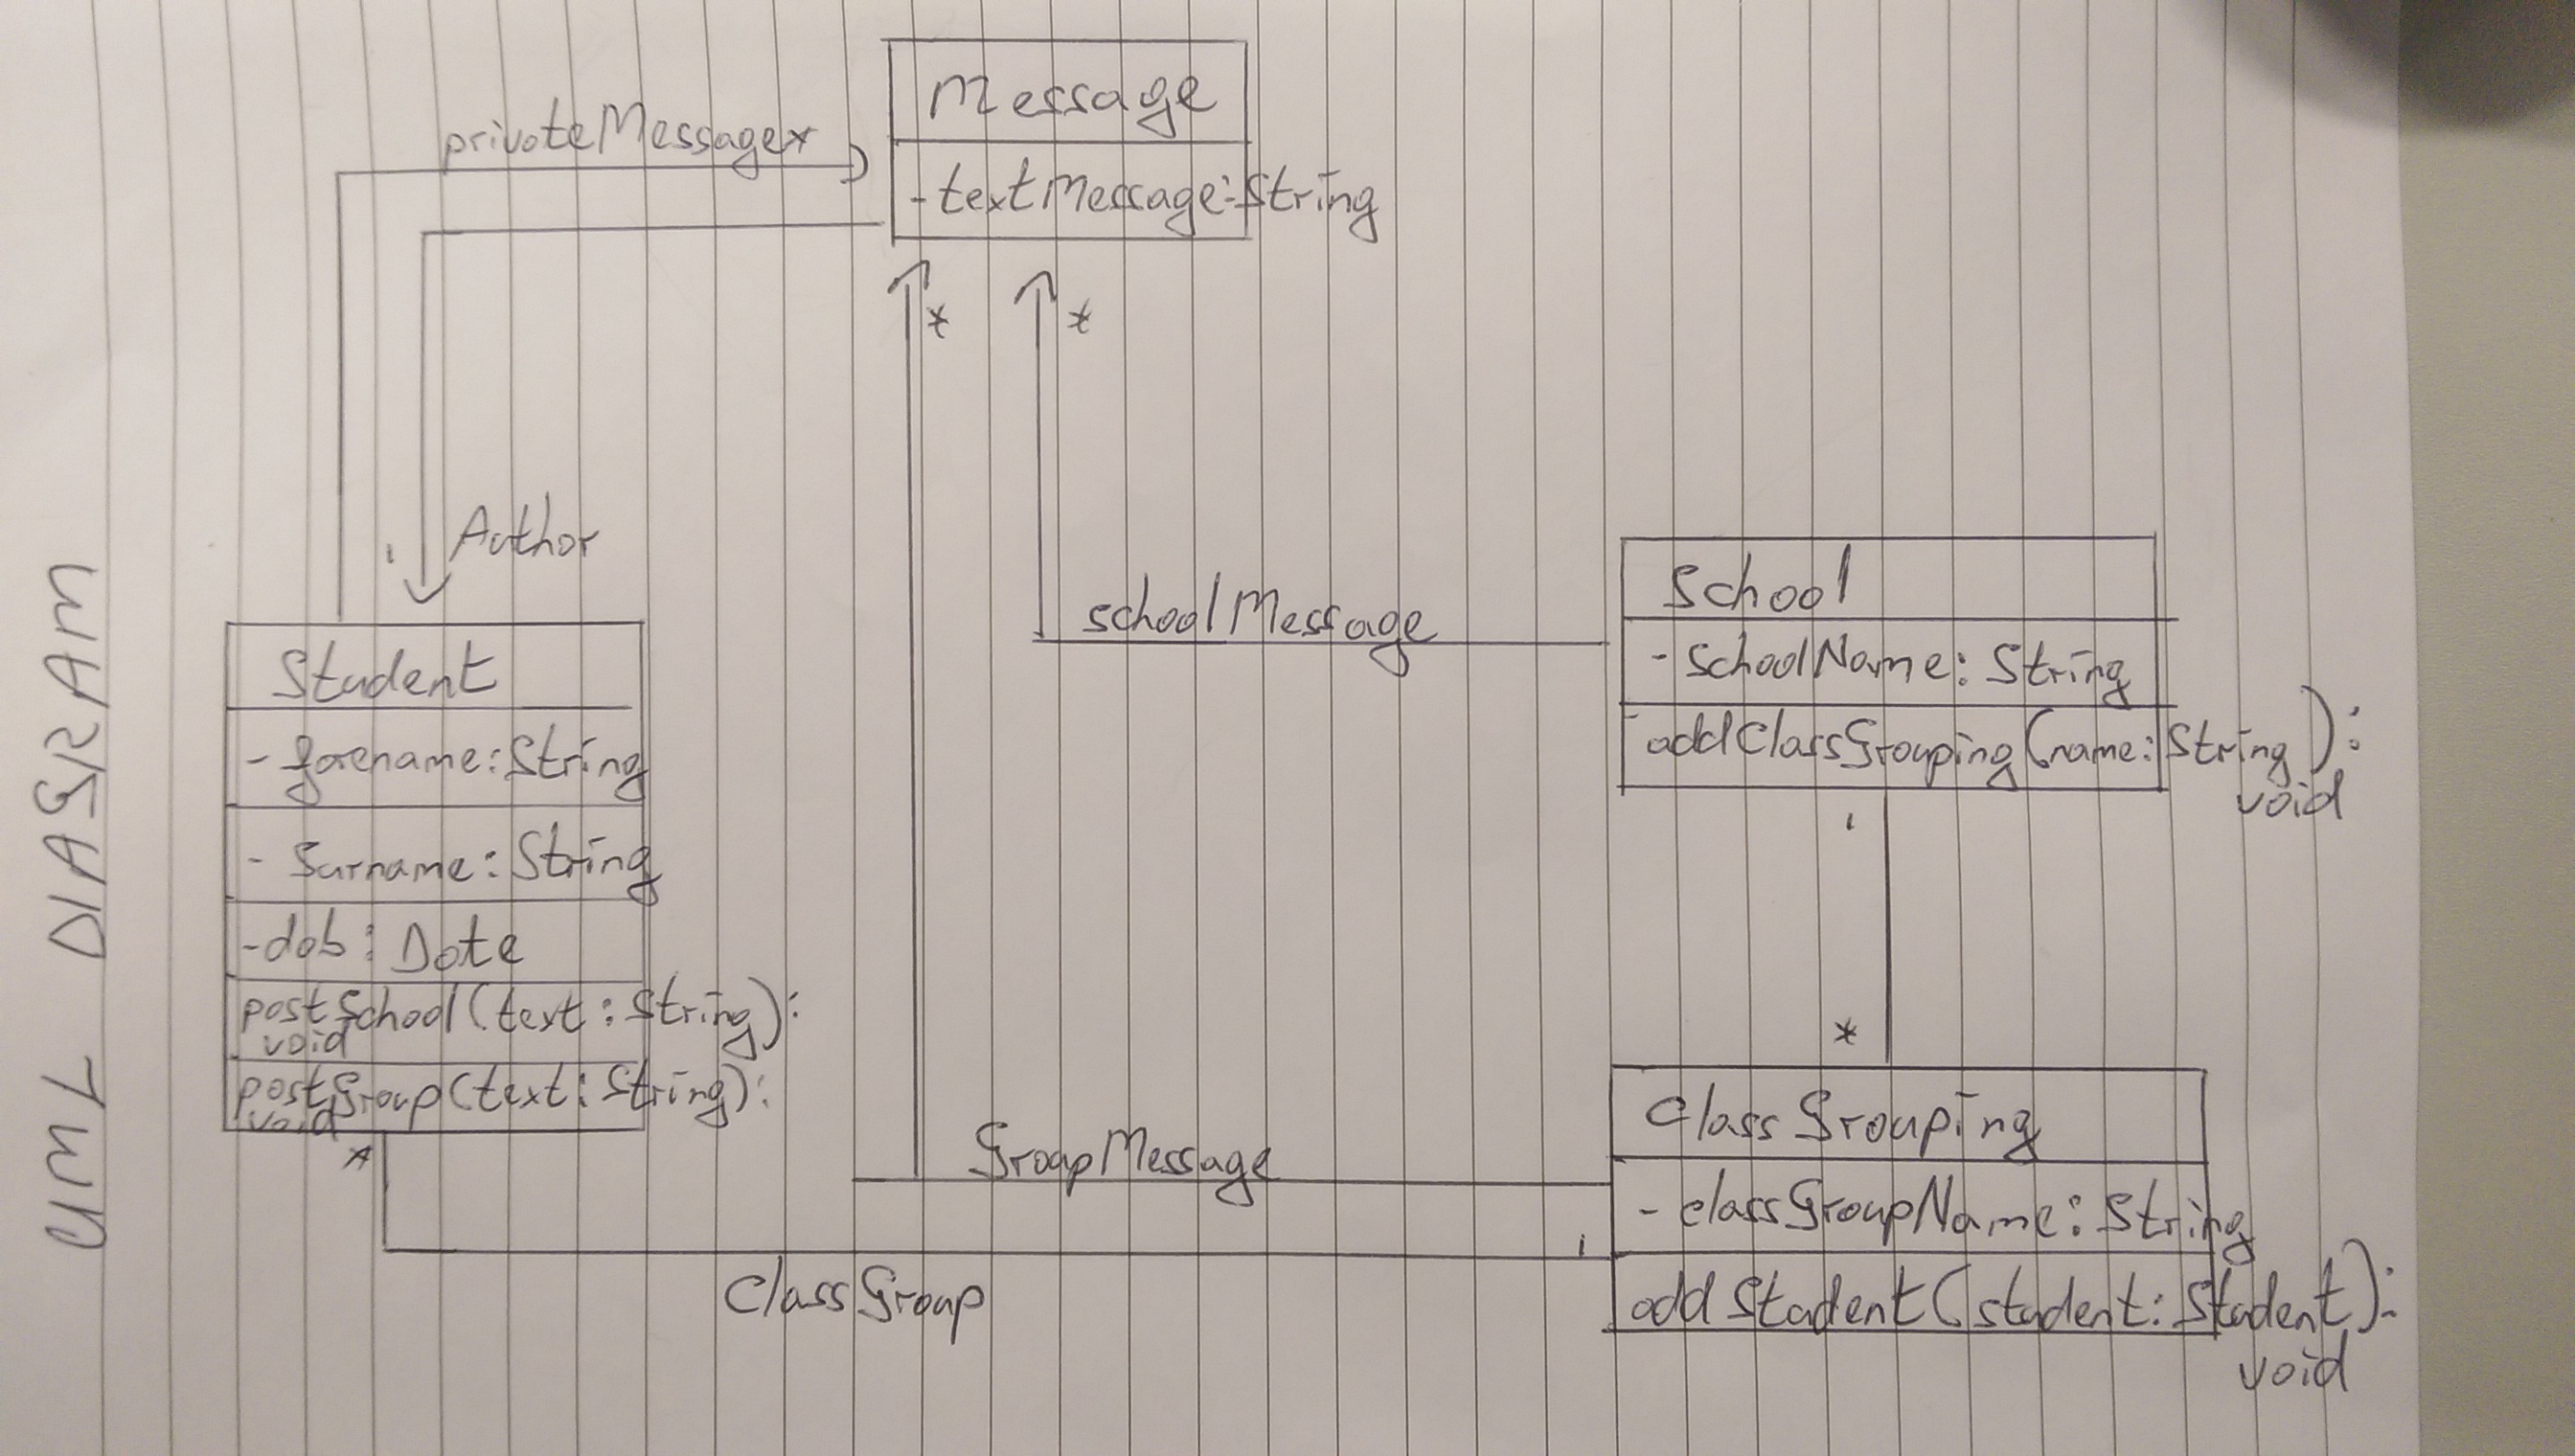 UML DIAGRAM
Message
- textMessage: String
privateMessage *
*
*
1
Author
schoolMessage
School
- schoolName: String
- addClassGrouping(name: String):
void
1
*
Student
- forename: String
- Surname: String
- dob: Date
postSchool(text: String):
void
postGroup(text: String):
void
*
GroupMessage
ClassGrouping
- classGroupName: String
addStudent(student: Student):
void
1
ClassGroup